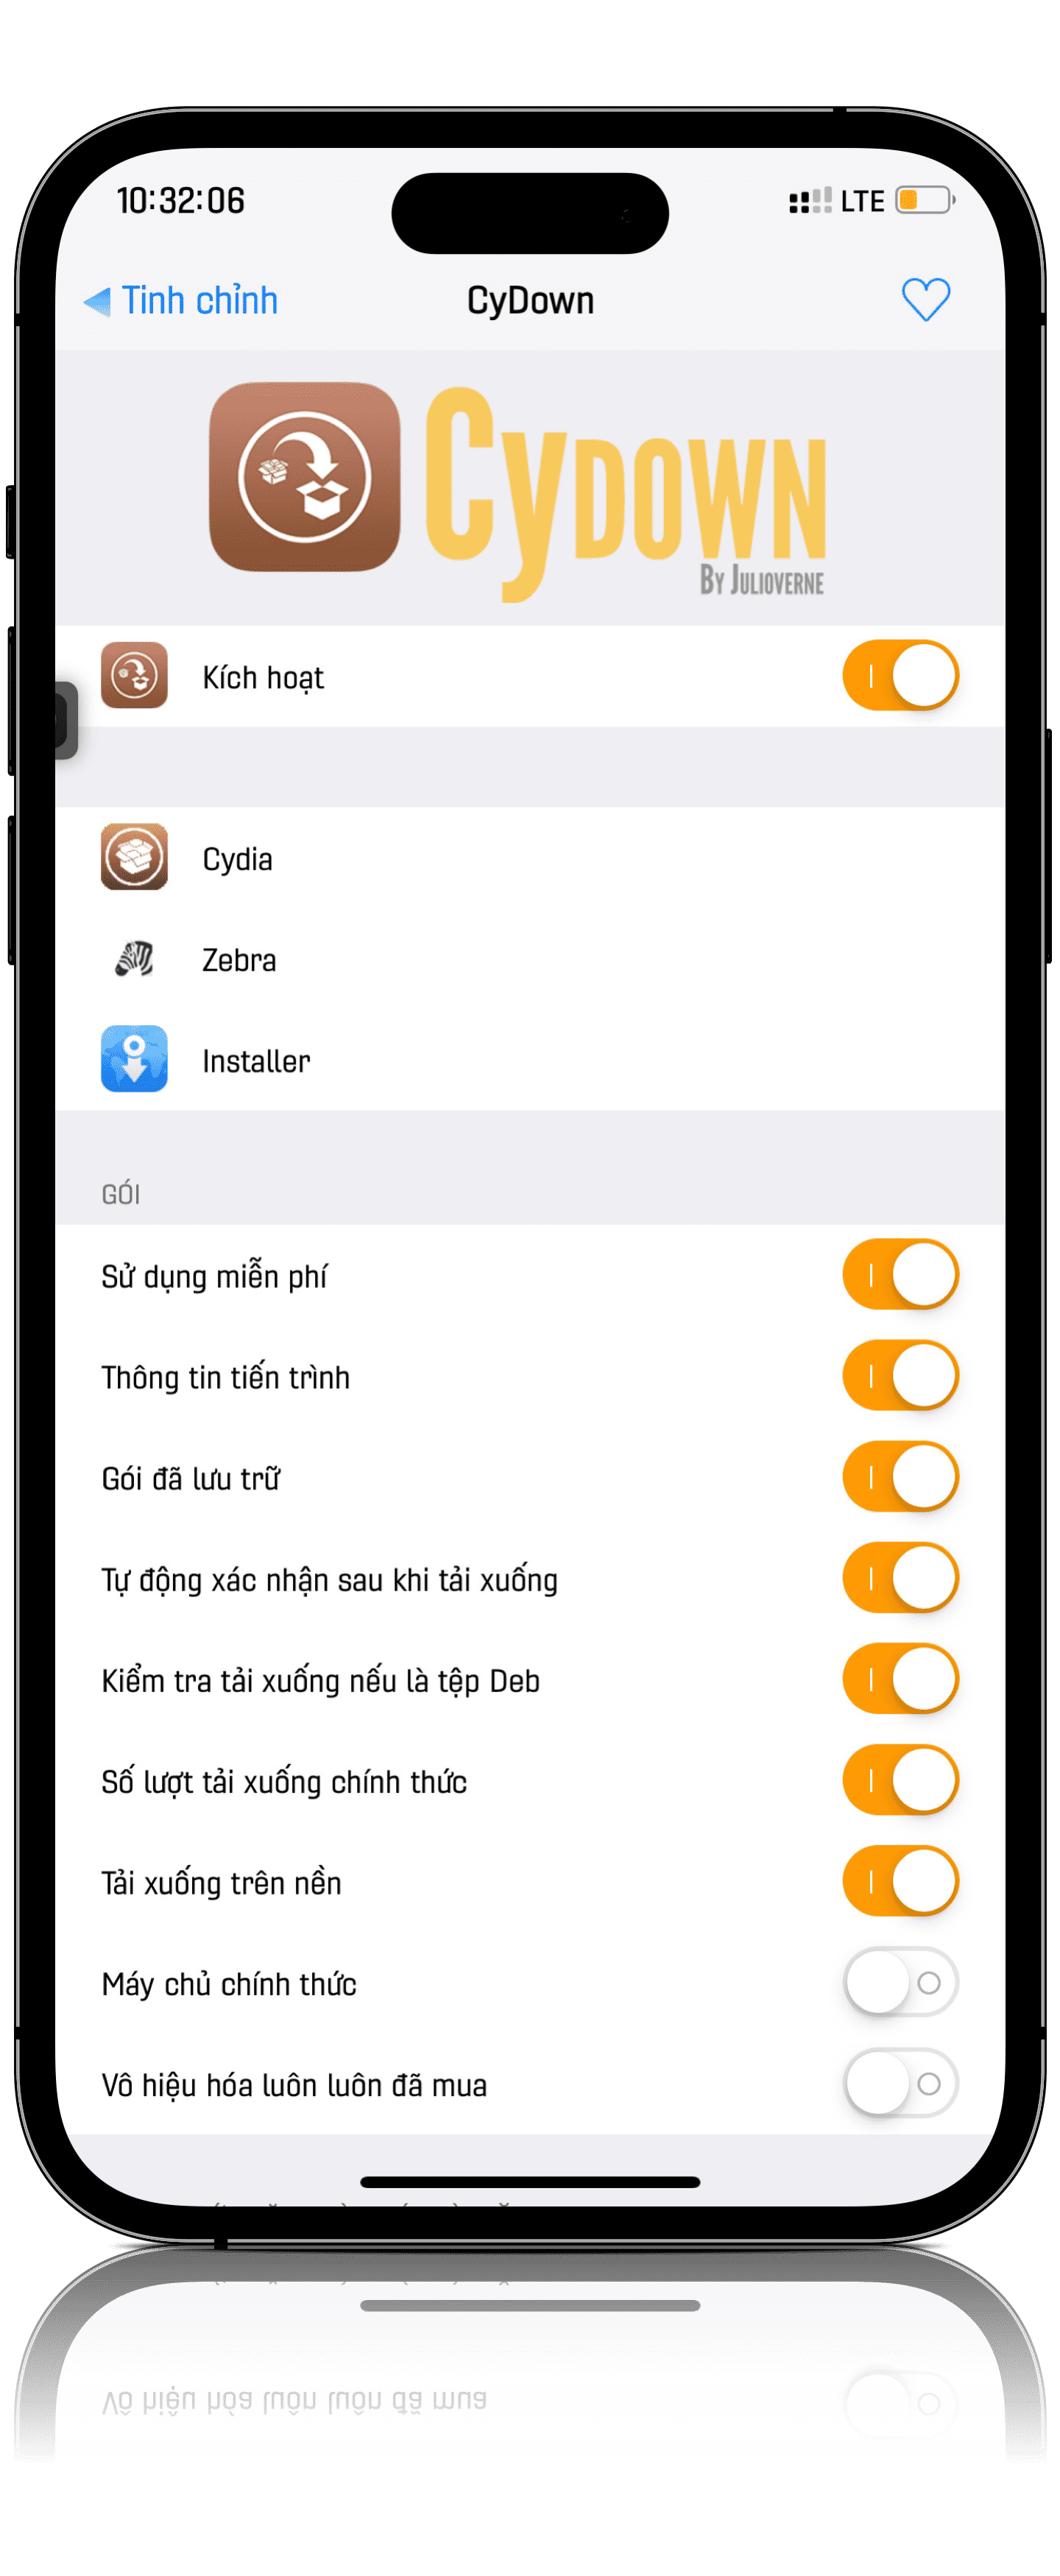 10:32:06
LTE
Tinh chỉnh
CyDown
CYDOWN
BY JULIOVERNE
Kích hoạt
Cydia
Zebra
Installer
GÓI
Sử dụng miễn phí
Thông tin tiến trình
Gói đã lưu trữ
Tự động xác nhận sau khi tải xuống
Kiểm tra tải xuống nếu là tệp Deb
Số lượt tải xuống chính thức
Tải xuống trên nền
Máy chủ chính thức
Vô hiệu hóa luôn luôn đã mua